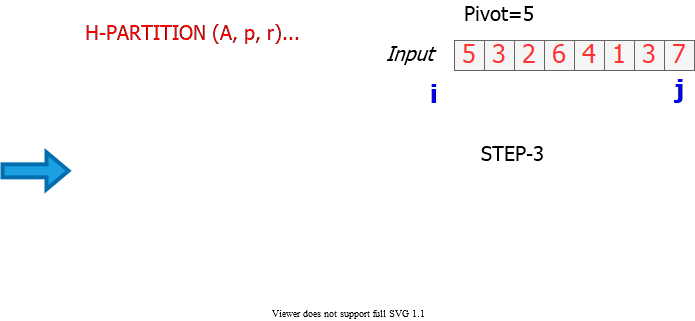 Pivot=5
H-PARTITION (A, p, r)...
Input 5 3 2 6 4 1 3 7
i j
STEP-3
Viewer does not support full SVG 1.1